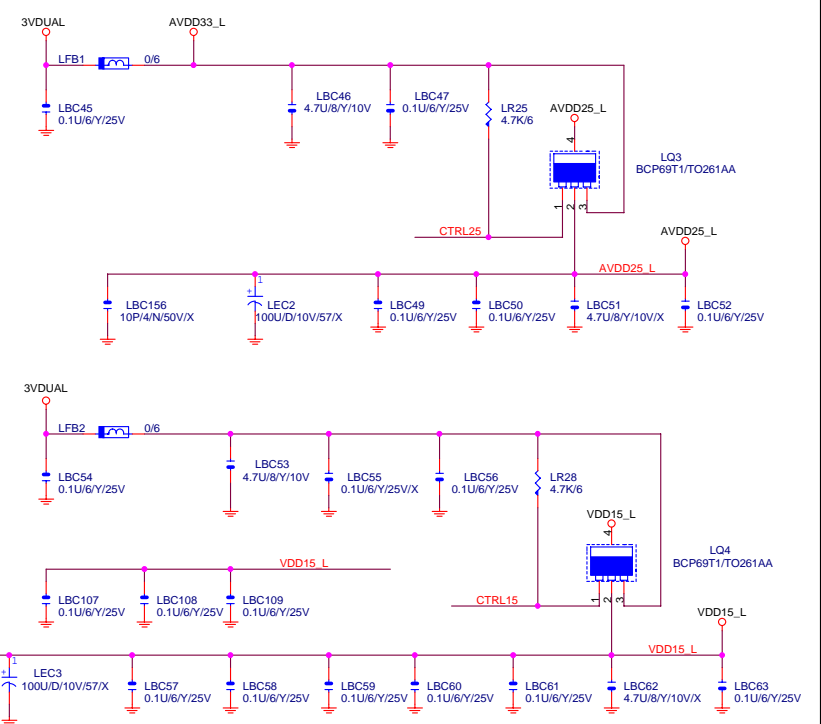 3VDUAL
AVDD33_L
LFB1
0/6
LBC45
0.1U/6/Y/25V
LBC46
4.7U/8/Y/10V
LBC47
0.1U/6/Y/25V
LR25
4.7K/6
AVDD25_L
4
LQ3
BCP69T1/TO261AA
1
2
3
CTRL25
AVDD25_L
AVDD25_L
LBC156
10P/4/N/50V/X
1
+
LEC2
100U/D/10V/57/X
LBC49
0.1U/6/Y/25V
LBC50
0.1U/6/Y/25V
LBC51
4.7U/8/Y/10V/X
LBC52
0.1U/6/Y/25V
3VDUAL
LFB2
0/6
LBC54
0.1U/6/Y/25V
LBC53
4.7U/8/Y/10V
LBC55
0.1U/6/Y/25V/X
LBC56
0.1U/6/Y/25V
LR28
4.7K/6
VDD15_L
4
LQ4
BCP69T1/TO261AA
1
2
3
CTRL15
VDD15_L
LBC107
0.1U/6/Y/25V
LBC108
0.1U/6/Y/25V
LBC109
0.1U/6/Y/25V
VDD15_L
VDD15_L
1
+
LEC3
100U/D/10V/57/X
LBC57
0.1U/6/Y/25V
LBC58
0.1U/6/Y/25V
LBC59
0.1U/6/Y/25V
LBC60
0.1U/6/Y/25V
LBC61
0.1U/6/Y/25V
LBC62
4.7U/8/Y/10V/X
LBC63
0.1U/6/Y/25V